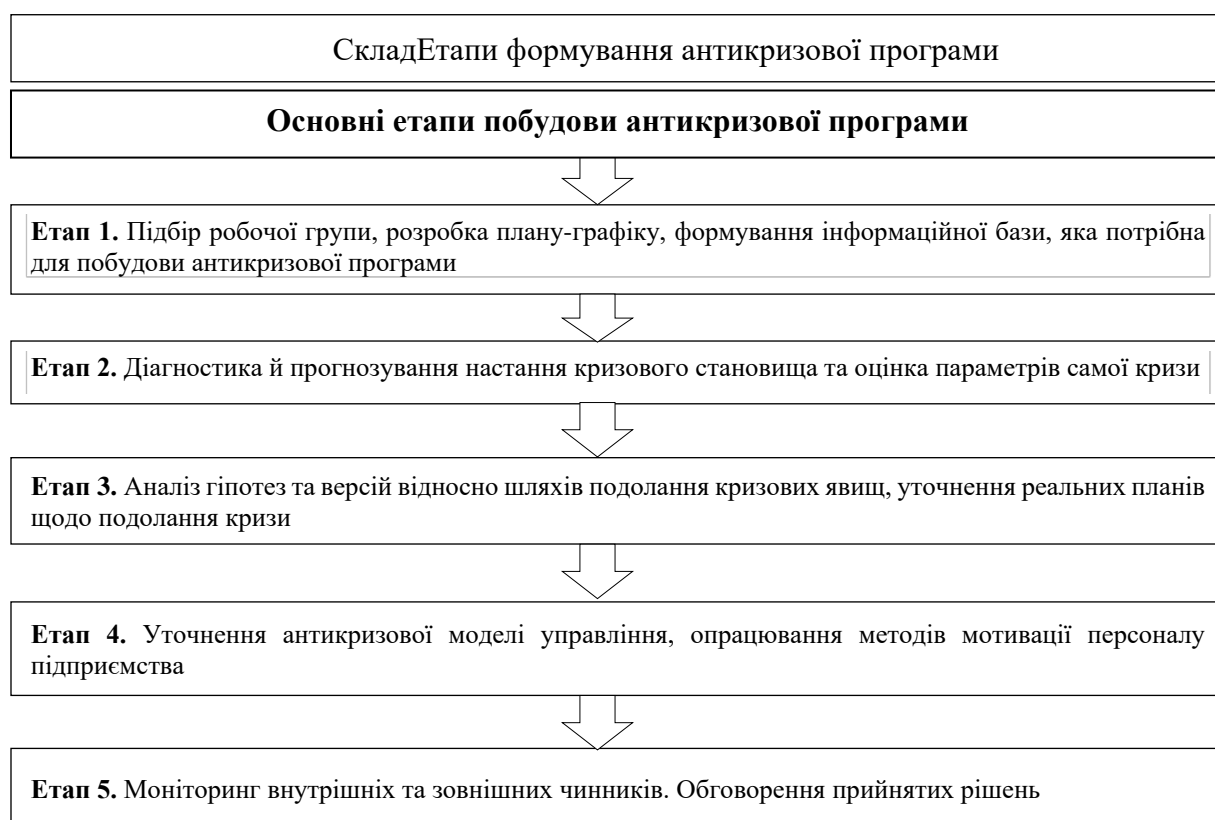 СкладЕтапи формування антикризової програми
Основні етапи побудови антикризової програми
Етап 1. Підбір робочої групи, розробка плану-графіку, формування інформаційної бази, яка потрібна
для побудови антикризової програми
Етап 2. Діагностика й прогнозування настання кризового становища та оцінка параметрів самої кризи
Етап 3. Аналіз гіпотез та версій відносно шляхів подолання кризових явищ, уточнення реальних планів
щодо подолання кризи
Етап 4. Уточнення антикризової моделі управління, опрацювання методів мотивації персоналу
підприємства
Етап 5. Моніторинг внутрішніх та зовнішних чинників. Обговорення прийнятих рішень